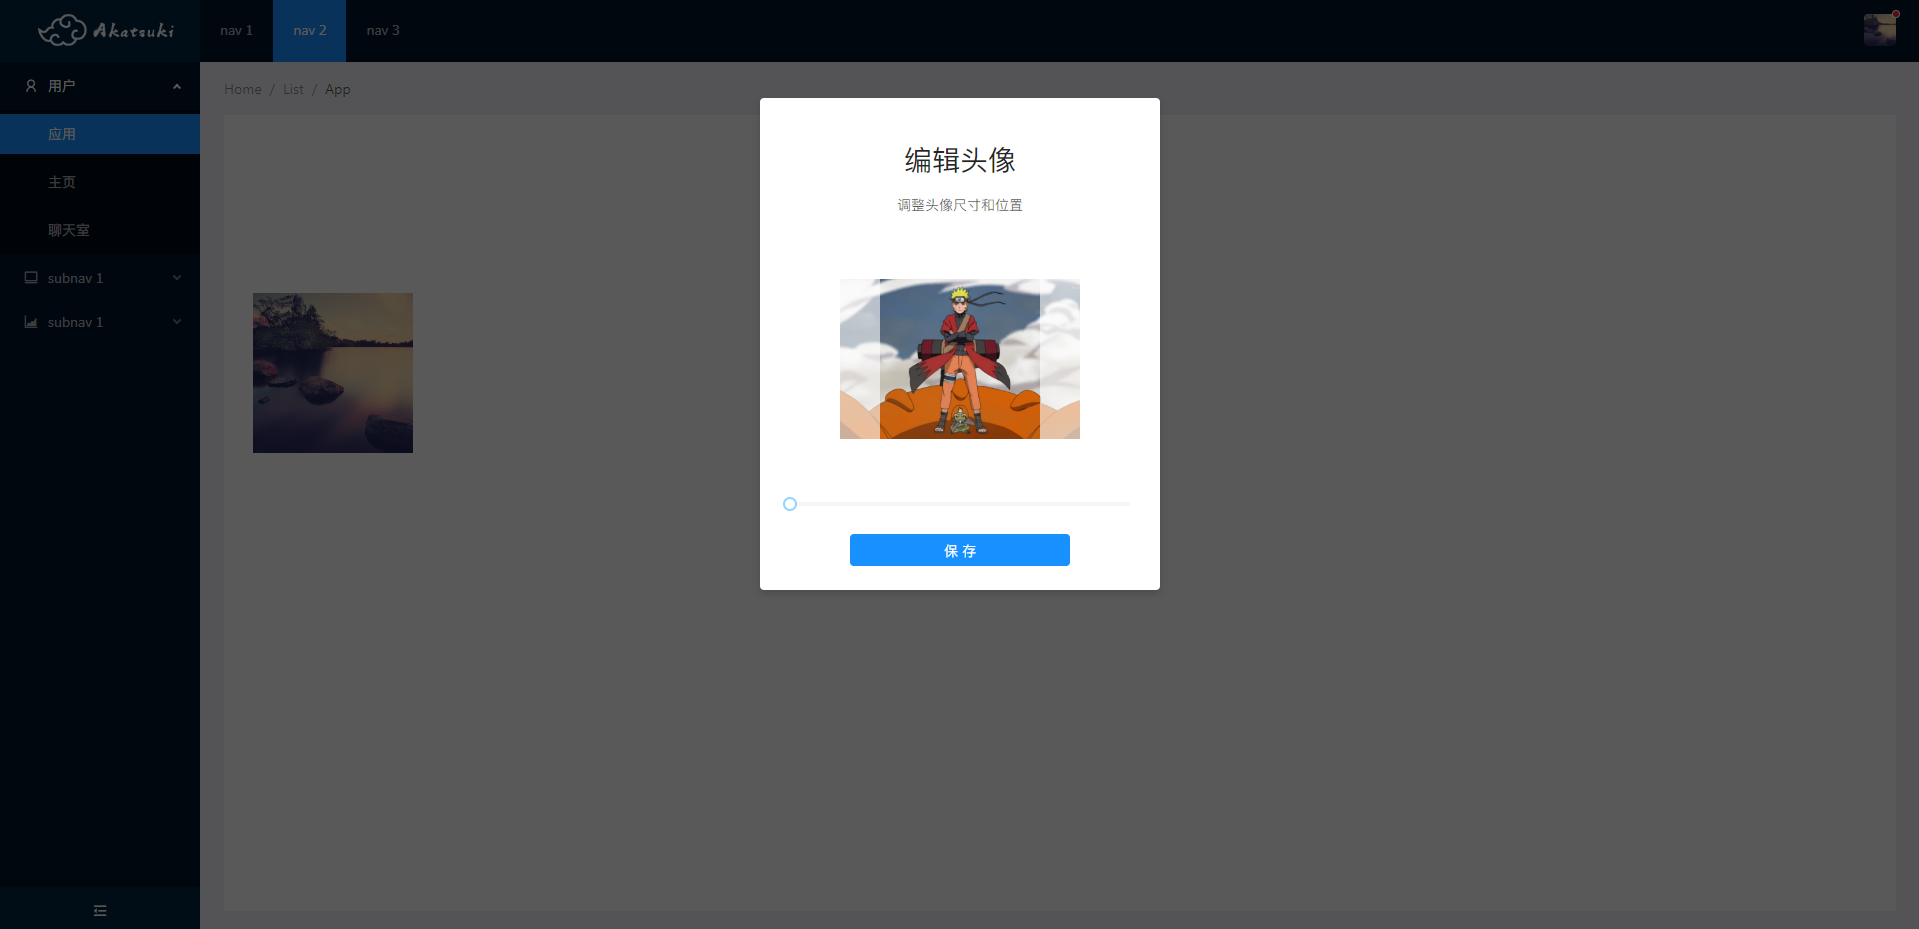 Akatsuki
nav 1
nav 2
nav 3
用户
应用
主页
聊天室
subnav 1
subnav 1
Home / List / App
编辑头像
调整头像尺寸和位置
保 存